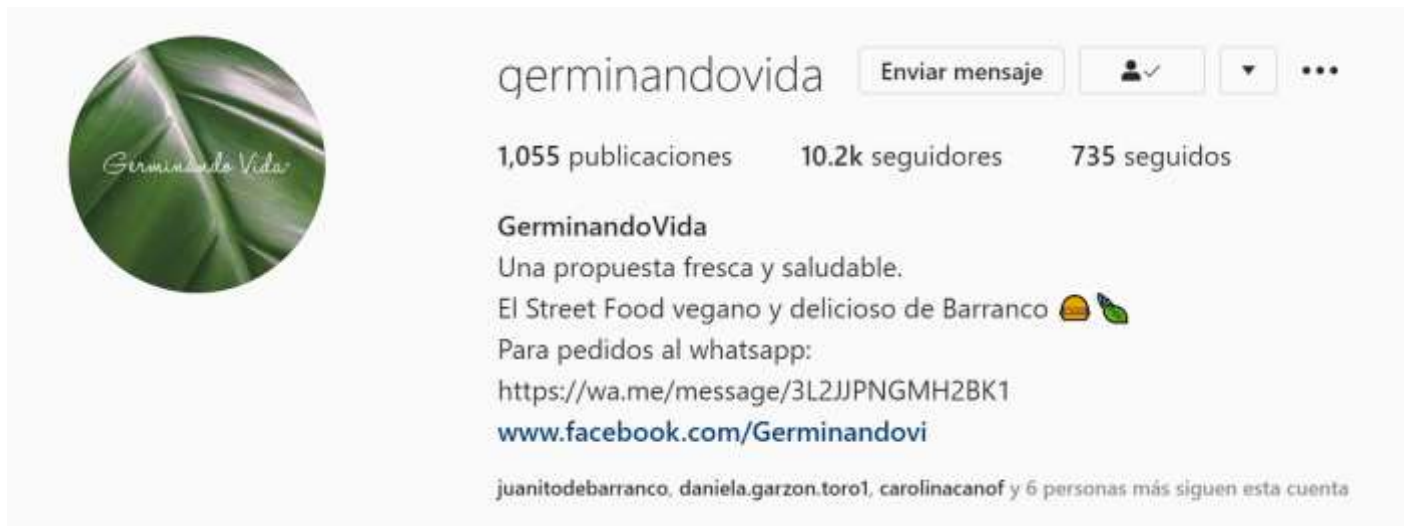 Germinando Vida
germinandovida Enviar mensaje
1,055 publicaciones 10.2k seguidores 735 seguidos
GerminandoVida
Una propuesta fresca y saludable.
El Street Food vegano y delicioso de Barranco 🍔🍃
Para pedidos al whatsapp:
https://wa.me/message/3L2JJPNGMH2BK1
www.facebook.com/Germinandovi
juanitodebarranco, daniela.garzon.toro1, carolinacanof y 6 personas más siguen esta cuenta